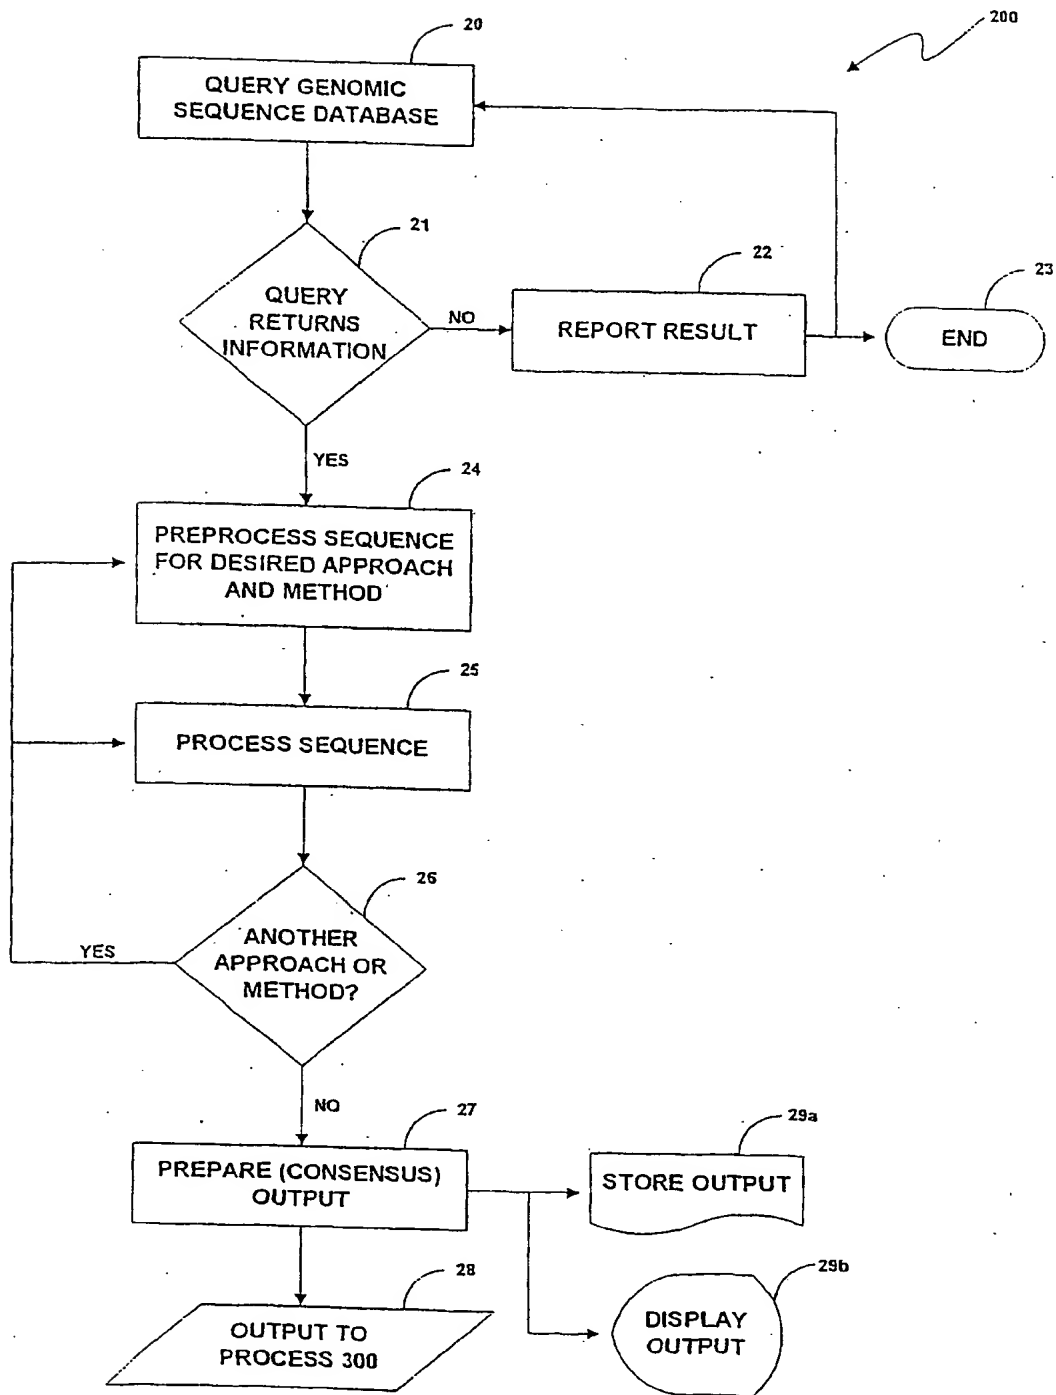 20
200
QUERY GENOMIC
SEQUENCE DATABASE
21
QUERY
RETURNS
INFORMATION
NO
22
REPORT RESULT
23
END
YES
24
PREPROCESS SEQUENCE
FOR DESIRED APPROACH
AND METHOD
25
PROCESS SEQUENCE
26
ANOTHER
APPROACH OR
METHOD?
YES
NO
27
PREPARE (CONSENSUS)
OUTPUT
29a
STORE OUTPUT
28
OUTPUT TO
PROCESS 300
29b
DISPLAY
OUTPUT